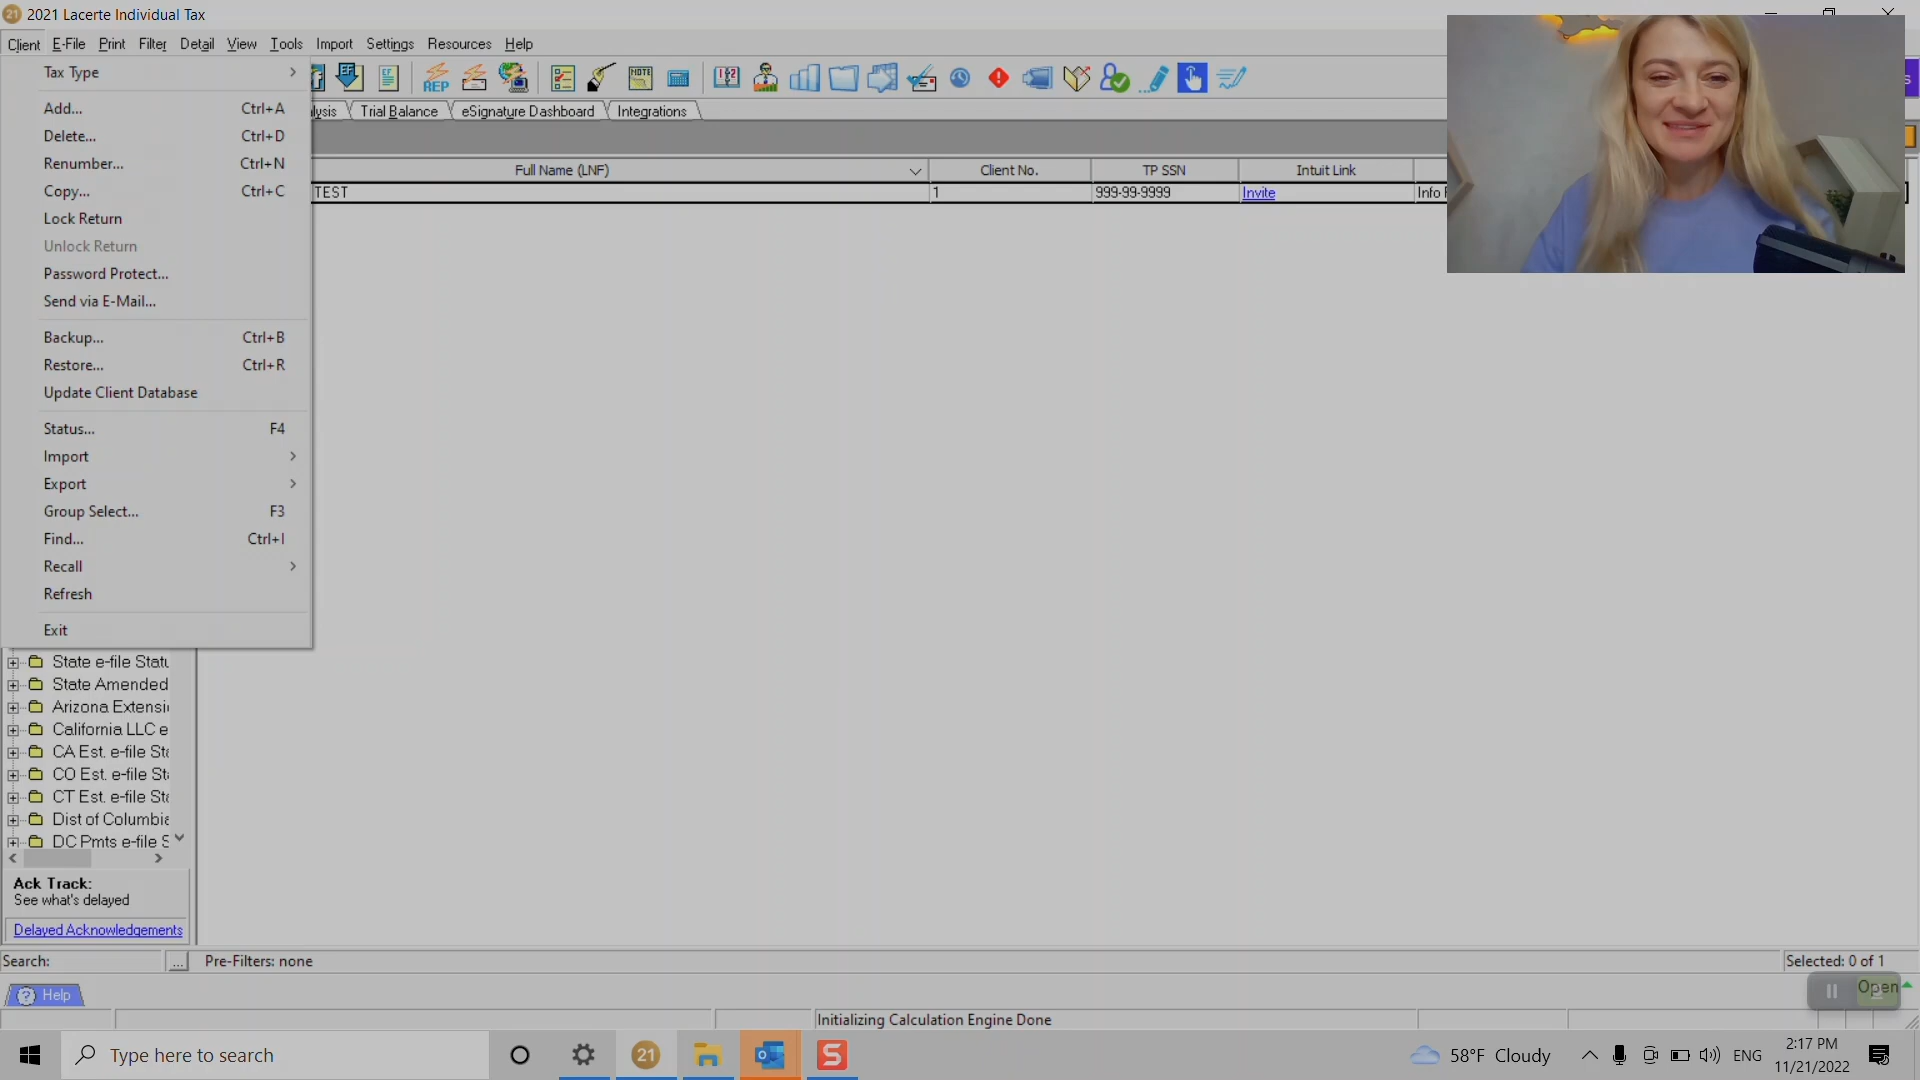 21 2021 Lacerte Individual Tax
Client E-File Print Filter Detail View Tools Import Settings Resources Help
Tax Type
Add... Ctrl+A
Delete... Ctrl+D
Renumber... Ctrl+N
Copy... Ctrl+C
Lock Return
Unlock Return
Password Protect...
Send via E-Mail...
Backup... Ctrl+B
Restore... Ctrl+R
Update Client Database
Status... F4
Import
Export
Group Select... F3
Find... Ctrl+I
Recall
Refresh
Exit
EF REP NOTE
lysis Trial Balance eSignature Dashboard Integrations
Full Name (LNF) Client No. TP SSN Intuit Link
TEST 1 999-99-9999 Invite Info
State e-file Statu
State Amended
Arizona Extensi
California LLC e
CA Est. e-file Sta
CO Est. e-file Sta
CT Est. e-file Sta
Dist of Columbia
DC Pmts e-file S
Ack Track:
See what's delayed
Delayed Acknowledgements
Search: ... Pre-Filters: none Selected: 0 of 1
? Help Open
Initializing Calculation Engine Done
Type here to search 21 S 58°F Cloudy ENG 2:17 PM
11/21/2022